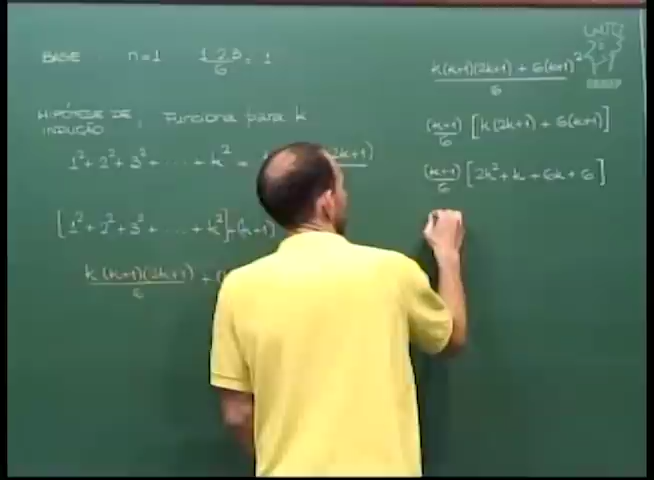 BASE n=1 1.2.3/6 = 1
HIPÓTESE DE INDUÇÃO: Funciona para k
1²+2²+3²+ ..... +k² = 2k+1)
[1²+2²+3²+ ..... +k²]+(k+1)
k(k+1)(2k+1)/6 +
k(k+1)(2k+1) + 6(k+1)²/6
(k+1)/6 [k(2k+1) + 6(k+1)]
(k+1)/6 [2k²+k+6k+6]